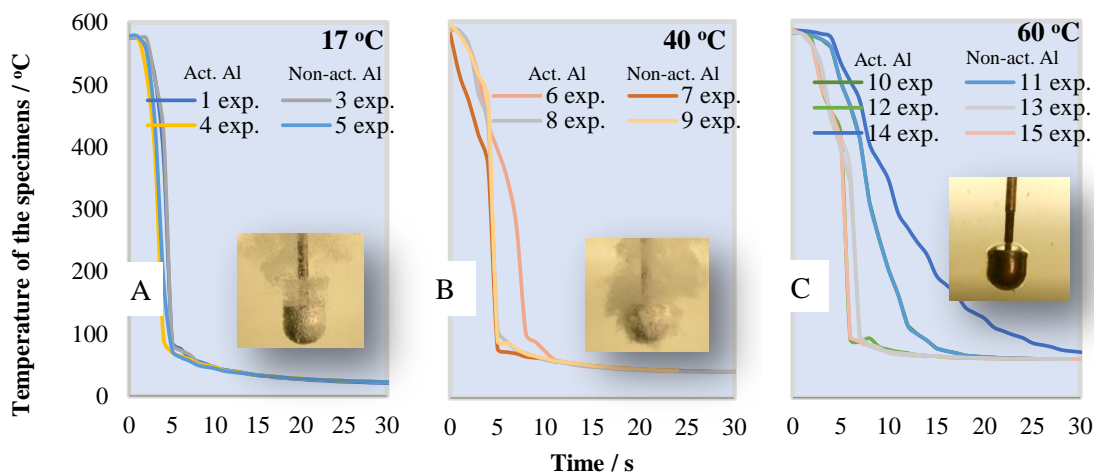 Temperature of the specimens / ºC
600
500
400
300
200
100
0
17 ºC
Act. Al Non-act. Al
1 exp. 3 exp.
4 exp. 5 exp.
A
0 5 10 15 20 25 30
40 ºC
Act. Al Non-act. Al
6 exp. 7 exp.
8 exp. 9 exp.
B
0 5 10 15 20 25 30
60 ºC
Act. Al Non-act. Al
10 exp 11 exp.
12 exp. 13 exp.
14 exp. 15 exp.
C
0 5 10 15 20 25 30
Time / s